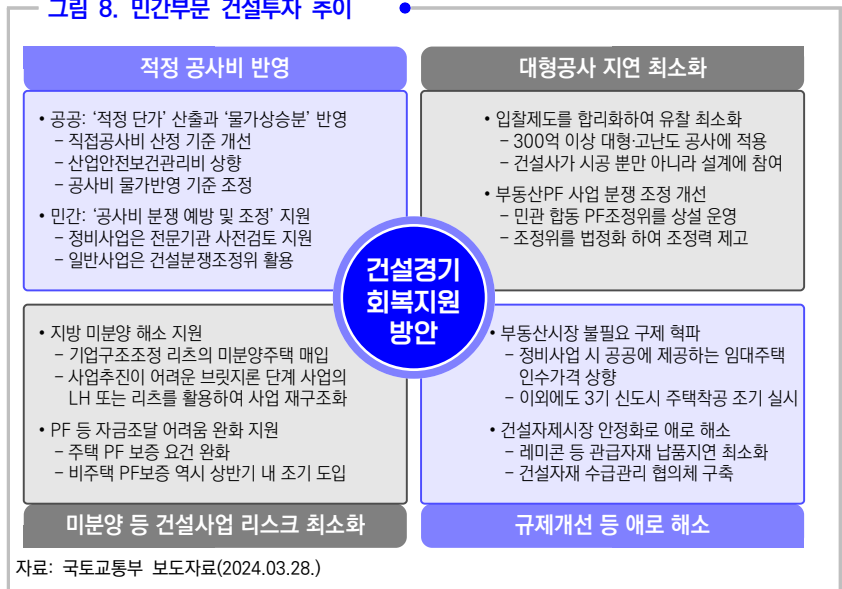 그림 8. 민간부문 건설투자 추이
적정 공사비 반영
• 공공: ‘적정 단가’ 산출과 ‘물가상승분’ 반영
– 직접공사비 산정 기준 개선
– 산업안전보건관리비 상향
– 공사비 물가반영 기준 조정
• 민간: ‘공사비 분쟁 예방 및 조정’ 지원
– 정비사업은 전문기관 사전검토 지원
– 일반사업은 건설분쟁조정위 활용
대형공사 지연 최소화
• 입찰제도를 합리화하여 유찰 최소화
– 300억 이상 대형·고난도 공사에 적용
– 건설사가 시공 뿐만 아니라 설계에 참여
• 부동산PF 사업 분쟁 조정 개선
– 민관 합동 PF조정위를 상설 운영
– 조정위를 법정화 하여 조정력 제고
건설경기
회복지원
방안
• 지방 미분양 해소 지원
– 기업구조조정 리츠의 미분양주택 매입
– 사업추진이 어려운 브릿지론 단계 사업의
LH 또는 리츠를 활용하여 사업 재구조화
• PF 등 자금조달 어려움 완화 지원
– 주택 PF 보증 요건 완화
– 비주택 PF보증 역시 상반기 내 조기 도입
미분양 등 건설사업 리스크 최소화
• 부동산시장 불필요 구제 혁파
– 정비사업 시 공공에 제공하는 임대주택
인수가격 상향
– 이외에도 3기 신도시 주택착공 조기 실시
• 건설자제시장 안정화로 애로 해소
– 레미콘 등 관급자재 납품지연 최소화
– 건설자재 수급관리 협의체 구축
규제개선 등 애로 해소
자료: 국토교통부 보도자료(2024.03.28.)